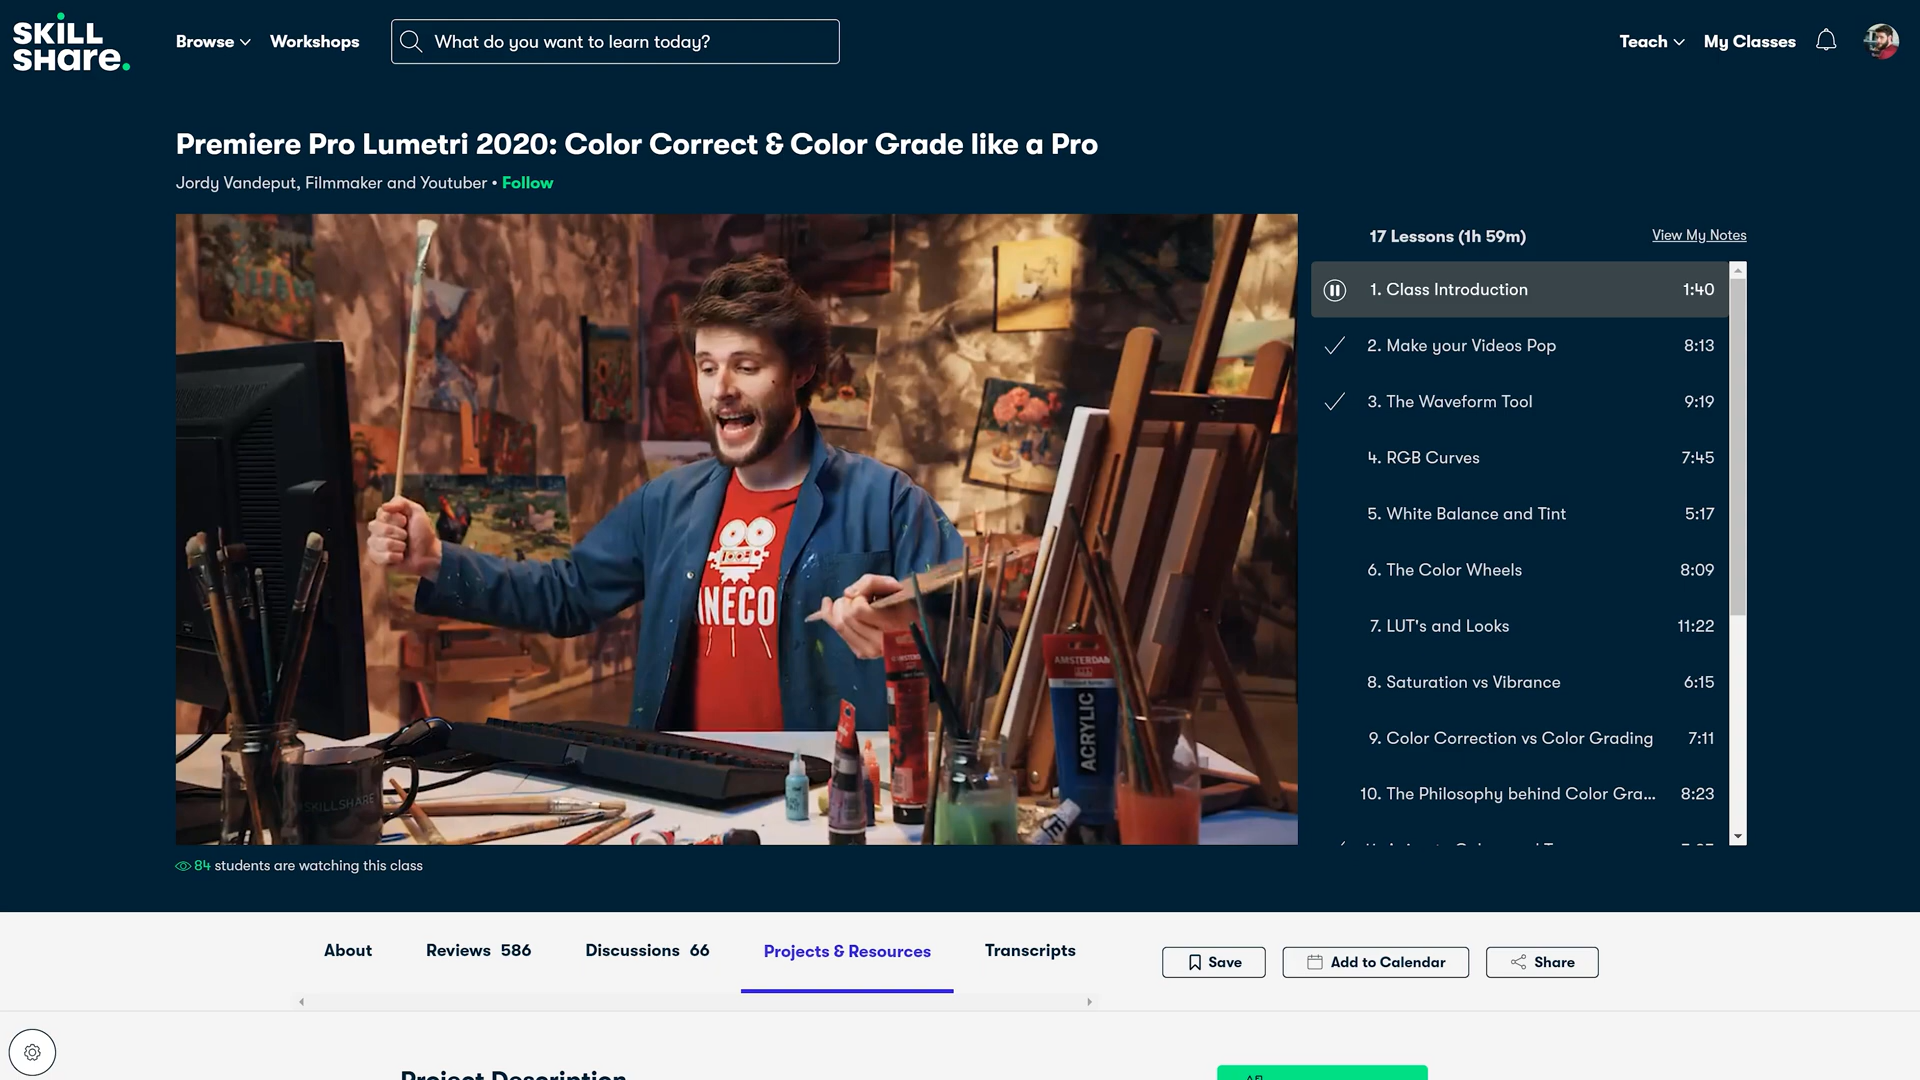 SKILL
SHare.
Browse
Workshops
What do you want to learn today?
Teach
My Classes
Premiere Pro Lumetri 2020: Color Correct & Color Grade like a Pro
Jordy Vandeput, Filmmaker and Youtuber • Follow
17 Lessons (1h 59m)
View My Notes
1. Class Introduction 1:40
2. Make your Videos Pop 8:13
3. The Waveform Tool 9:19
4. RGB Curves 7:45
5. White Balance and Tint 5:17
6. The Color Wheels 8:09
7. LUT's and Looks 11:22
8. Saturation vs Vibrance 6:15
9. Color Correction vs Color Grading 7:11
10. The Philosophy behind Color Gra... 8:23
INECO
AMSTERDAM
ACRYLIC
SKILLSHARE
84 students are watching this class
About
Reviews 586
Discussions 66
Projects & Resources
Transcripts
Save
Add to Calendar
Share
Project Description